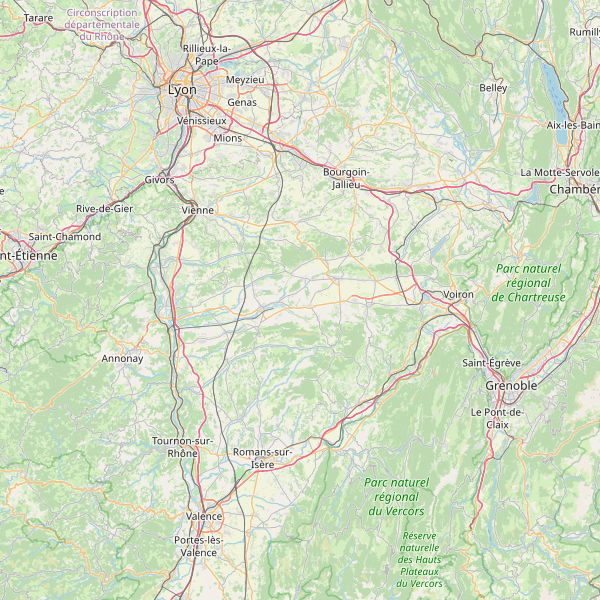 Circonscription
départementale
du Rhône
Tarare
Rillieux-la-
Pape
Rumilly
Meyzieu
Lyon
Belley
Genas
Vénissieux
Aix-les-Bain
Mions
Bourgoin-
Jallieu
La Motte-Servole
Givors
Chambér
Rive-de-Gier
Vienne
Saint-Chamond
nt-Étienne
Parc naturel
régional
de Chartreuse
Voiron
Annonay
Saint-Égrève
Grenoble
Le Pont-de-
Claix
Tournon-sur-
Rhône
Romans-sur-
Isère
Parc naturel
régional
du Vercors
Valence
Portes-lès-
Valence
Réserve
naturelle
des Hauts
Plateaux
du Vercors